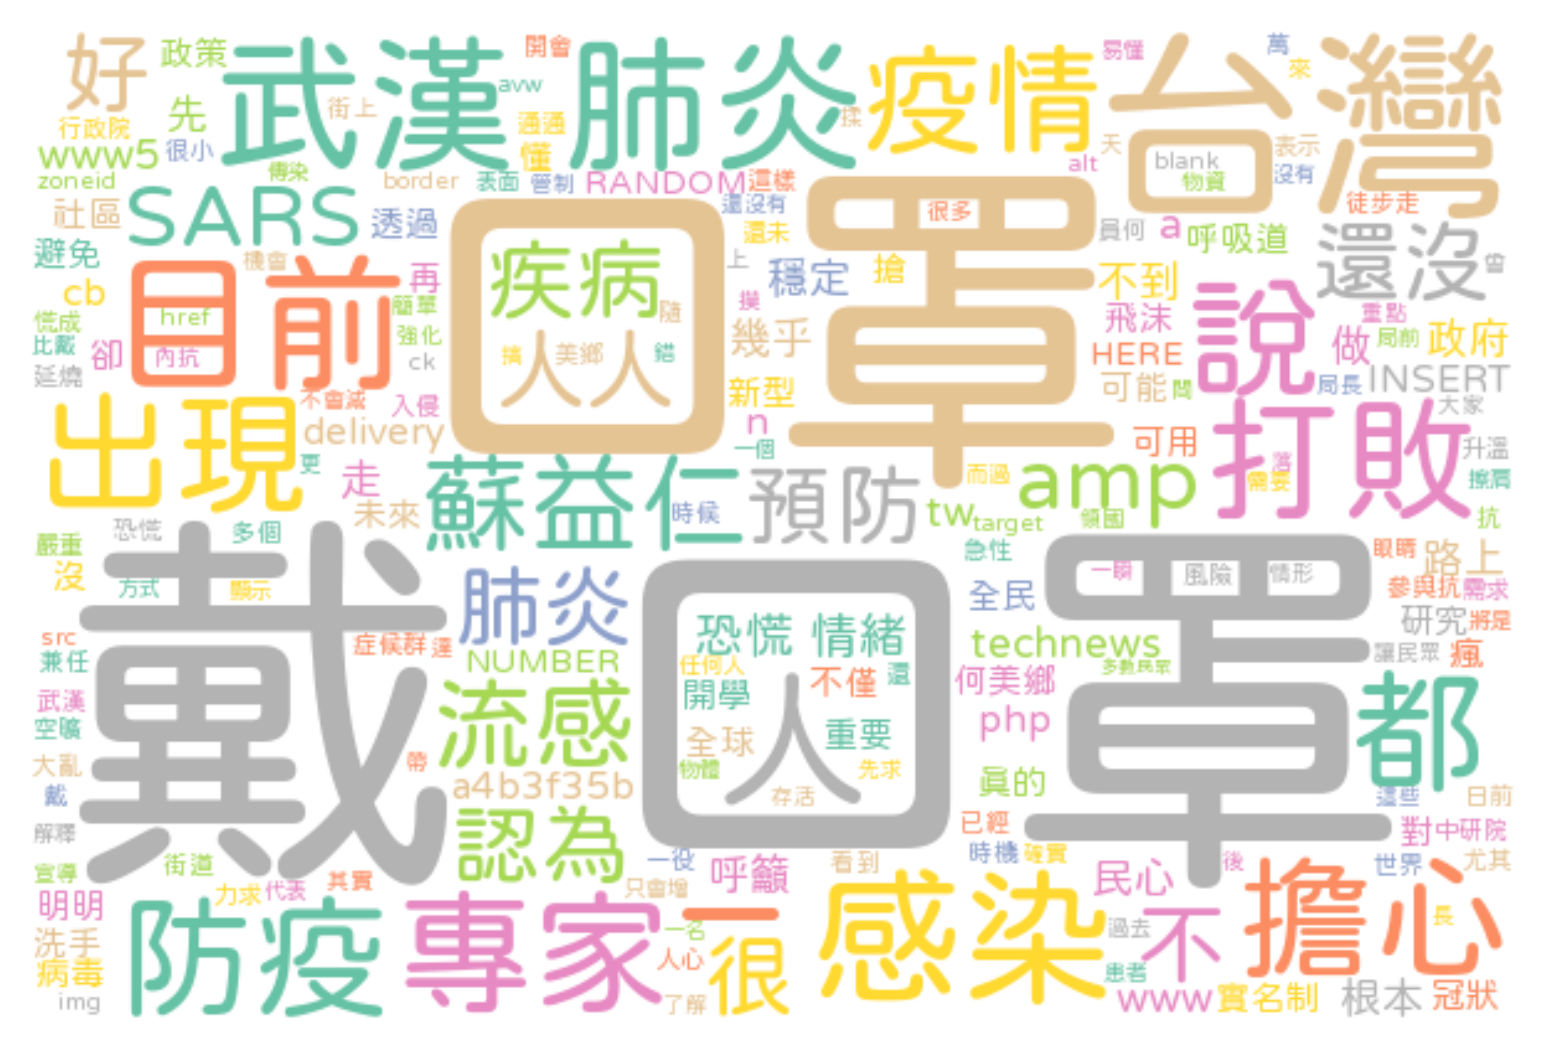 好 政策 武漢肺炎 開會 avw 疫情 易懂 台灣 萬 來
先 街上 通通 揉
行政院 懂
www5 很小 天 blank 表示
zoneid 傳染 border 表面 管制 RANDOM 這樣 alt 物資 沒有
社區 SARS 透過 還沒有 口罩 很多 徒步走
還未 員何 a 呼吸道 還沒
避免 機會 再 疾病 上 穩定 搶 不到 曾
cb 目前 簡單 隨 摸 飛沫 說 重點
慌成 href 強化 幾乎 做 局前 政府
比戴 卻 內抗 ck 搞 人人 美鄉 錯 HERE
延燒 不會減 入侵 新型 可能 問 局長 INSERT
出現 delivery n 可用 打敗 大家
更 一個 升溫
走 蘇益仁 預防 而過 amp 落 需要 擦肩
未來 時候 tw target 領國 抗
恐慌 多個
嚴重 戴口罩 急性 眼睛 路上
沒 方式 顯示 肺炎 全民 一瞬 風險 情形 參與抗 需求
src 症候群 達 恐慌 情緒 technews 研究 將是
兼任 NUMBER 任何人 不僅 還 多數民眾 讓民眾 瘋
武漢 流感 開學 何美鄉 都
空曠 全球 重要 php
大亂 帶 物體 先求
戴 a4b3f35b 存活 真的 這些 日前
解釋 認為 已經 對 中研院
宣導 街道 一役 呼籲 看到 時機 確實 民心 後 世界 尤其
明明 力求 代表 其實 只會增 感染 擔心
防疫 專家 一 一名 過去 不 長
洗手 很
病毒 人心 患者
img 了解 www 實名制 根本 冠狀